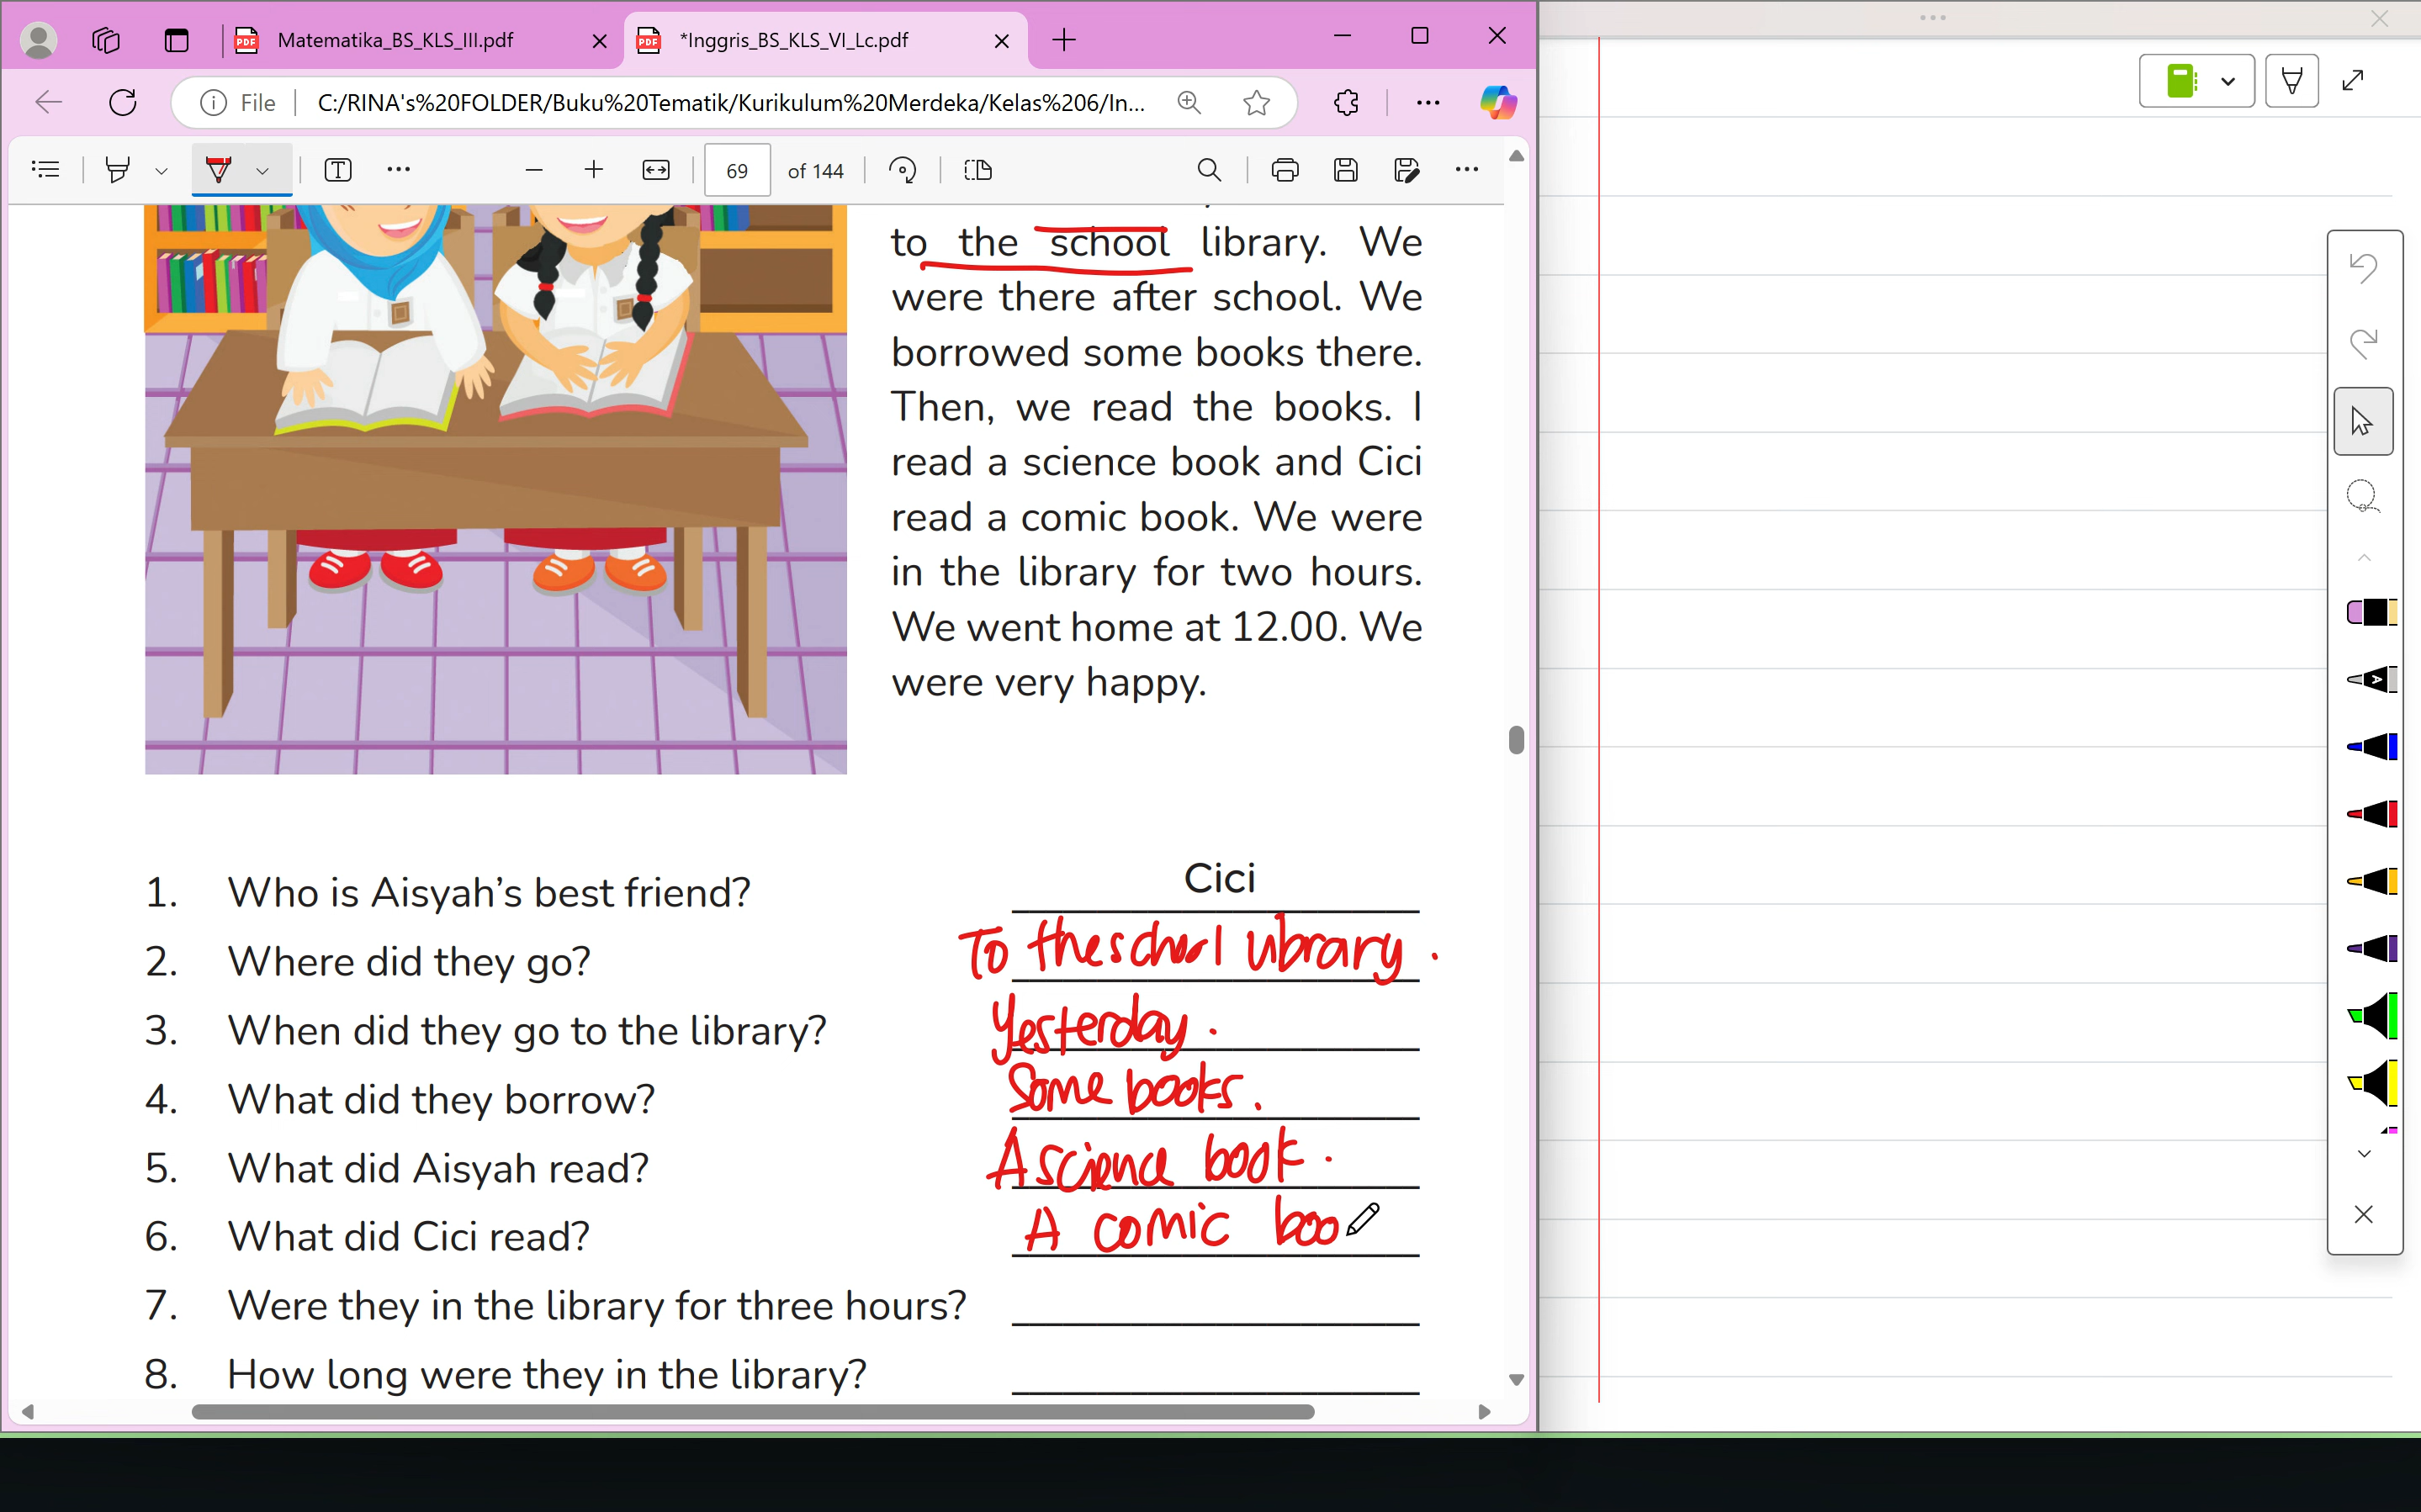 Matematika_BS_KLS_III.pdf
*Inggris_BS_KLS_VI_Lc.pdf
File
C:/RINA's%20FOLDER/Buku%20Tematik/Kurikulum%20Merdeka/Kelas%206/In...
69 of 144
to the school library. We
were there after school. We
borrowed some books there.
Then, we read the books. I
read a science book and Cici
read a comic book. We were
in the library for two hours.
We went home at 12.00. We
were very happy.
1. Who is Aisyah’s best friend? Cici
2. Where did they go? To the school library.
3. When did they go to the library? Yesterday.
4. What did they borrow? Some books.
5. What did Aisyah read? A science book.
6. What did Cici read? A comic boo
7. Were they in the library for three hours?
8. How long were they in the library?